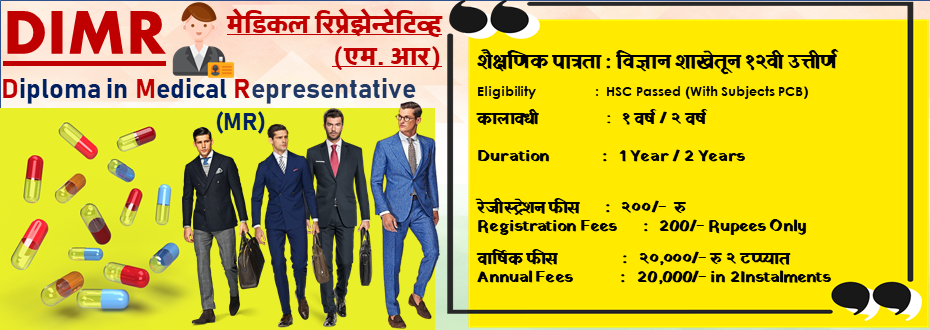 DIMR
मेडिकल रिप्रेझेन्टेटिव्ह
(एम. आर)
Diploma in Medical Representative
(MR)
शैक्षणिक पात्रता : विज्ञान शाखेतून १२वी उत्तीर्ण
Eligibility : HSC Passed (With Subjects PCB)
कालावधी : १ वर्ष / २ वर्ष
Duration : 1 Year / 2 Years
रेजीस्ट्रेशन फीस : २००/- रु
Registration Fees : 200/- Rupees Only
वार्षिक फीस : २०,०००/- रु २ टप्प्यात
Annual Fees : 20,000/- in 2Instalments